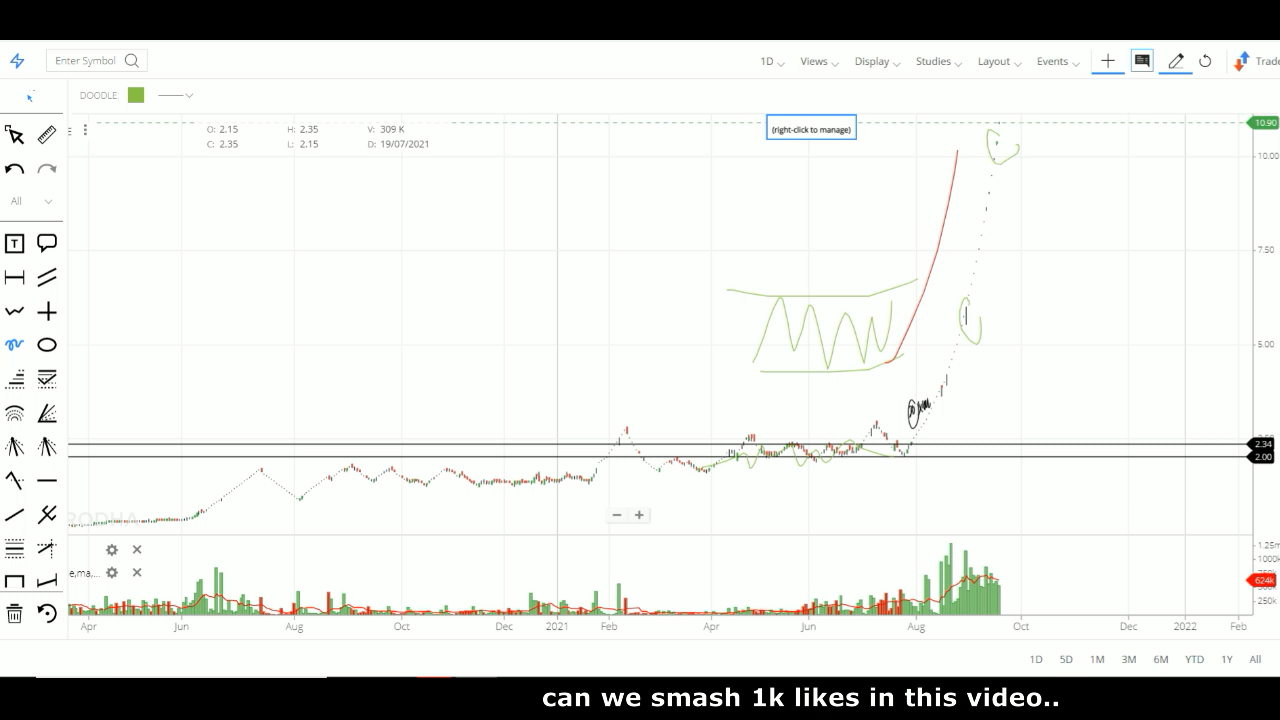 Enter Symbol
1D Views Display Studies Layout Events Trade
DOODLE:
O: 2.15 H: 2.35 V: 309 K
C: 2.35 L: 2.15 D: 19/07/2021
(right-click to manage)
10.90
10.00
All
7.50
5.00
2.34
2.00
e,ma,...
1.25m
1000k
624k
250k
Apr Jun Aug Oct Dec 2021 Feb Apr Jun Aug Oct Dec 2022 Feb
1D 5D 1M 3M 6M YTD 1Y All
can we smash 1k likes in this video..